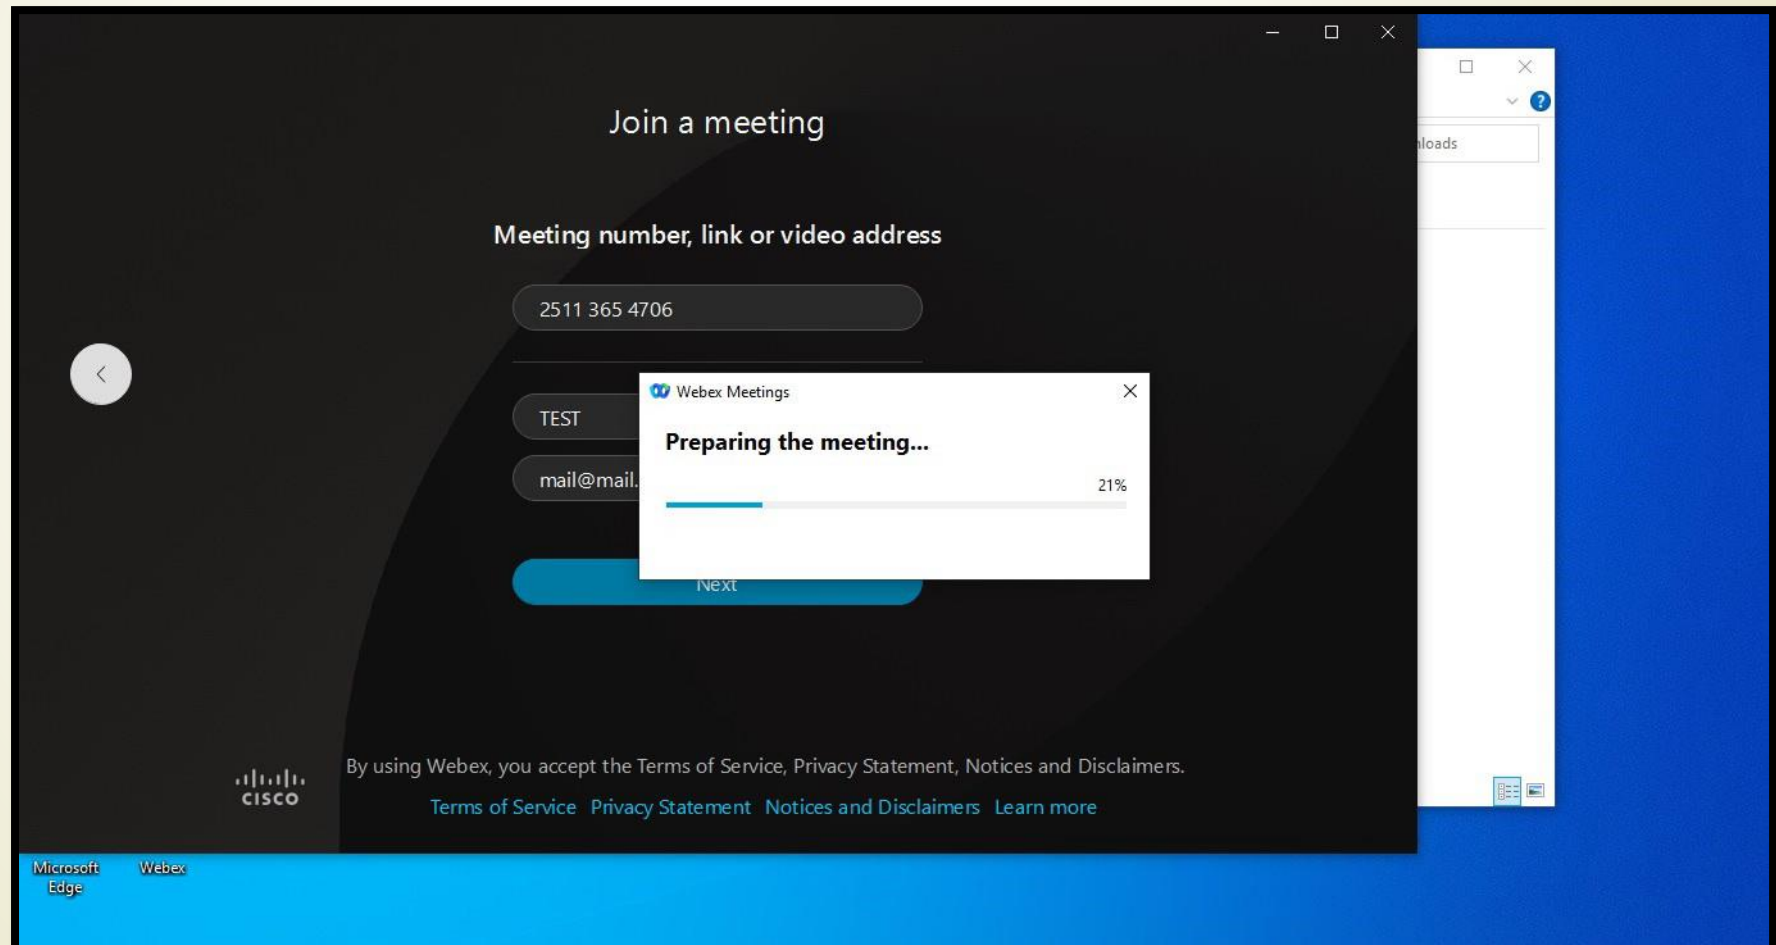 Join a meeting
Meeting number, link or video address
2511 365 4706
TEST
mail@mail.
Webex Meetings
Preparing the meeting...
21%
Next
By using Webex, you accept the Terms of Service, Privacy Statement, Notices and Disclaimers.
Terms of Service Privacy Statement Notices and Disclaimers Learn more
CISCO
Microsoft Edge
Webex